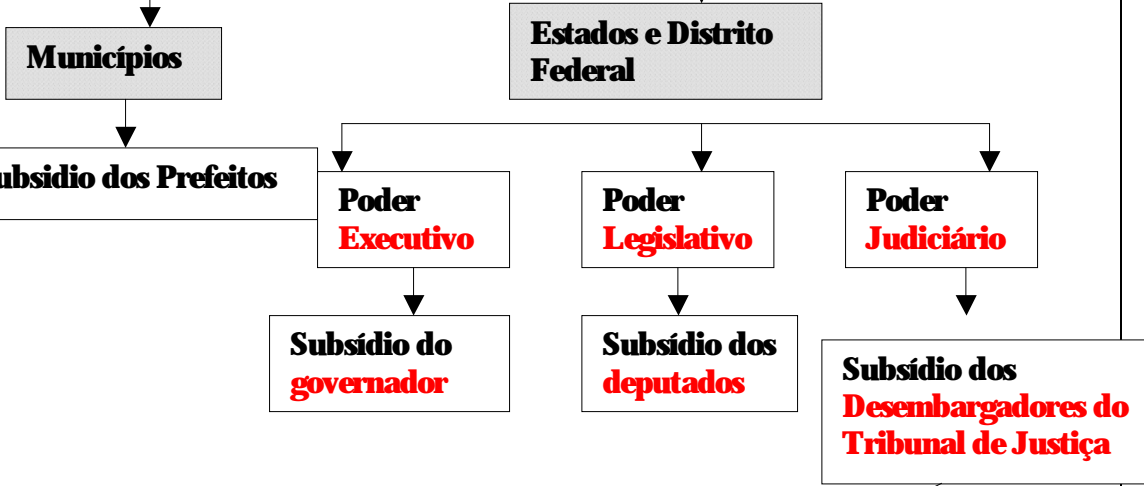 Municípios
Estados e Distrito
Federal
ubsidio dos Prefeitos
Poder
Executivo
Poder
Legislativo
Poder
Judiciário
Subsídio do
governador
Subsídio dos
deputados
Subsídio dos
Desembargadores do
Tribunal de Justiça